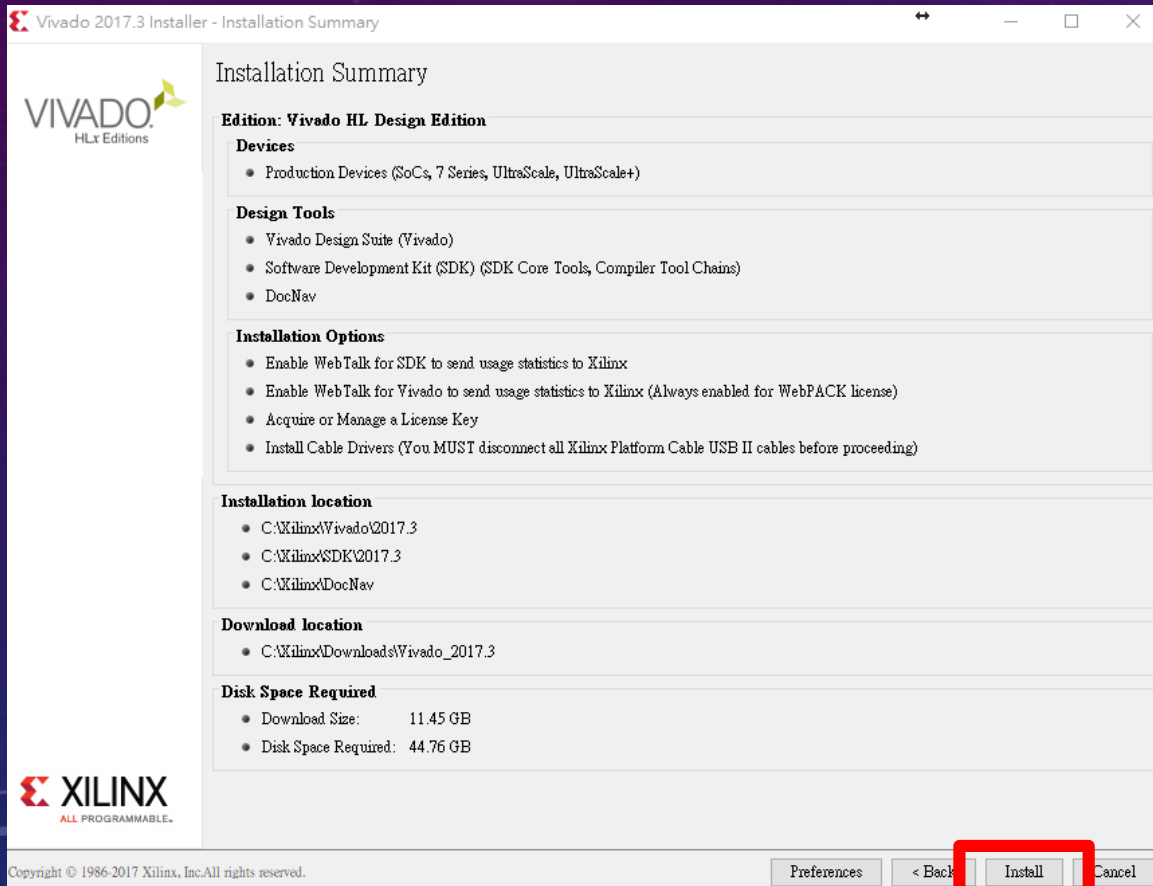 Vivado 2017.3 Installer - Installation Summary
VIVADO.
HLx Editions
Installation Summary
Edition: Vivado HL Design Edition
Devices
Production Devices (SoCs, 7 Series, UltraScale, UltraScale+)
Design Tools
Vivado Design Suite (Vivado)
Software Development Kit (SDK) (SDK Core Tools, Compiler Tool Chains)
DocNav
Installation Options
Enable WebTalk for SDK to send usage statistics to Xilinx
Enable WebTalk for Vivado to send usage statistics to Xilinx (Always enabled for WebPACK license)
Acquire or Manage a License Key
Install Cable Drivers (You MUST disconnect all Xilinx Platform Cable USB II cables before proceeding)
Installation location
C:\Xilinx\Vivado\2017.3
C:\Xilinx\SDK\2017.3
C:\Xilinx\DocNav
Download location
C:\Xilinx\Downloads\Vivado_2017.3
Disk Space Required
Download Size: 11.45 GB
Disk Space Required: 44.76 GB
XILINX
ALL PROGRAMMABLE.
Copyright © 1986-2017 Xilinx, Inc.All rights reserved.
Preferences < Back Install Cancel